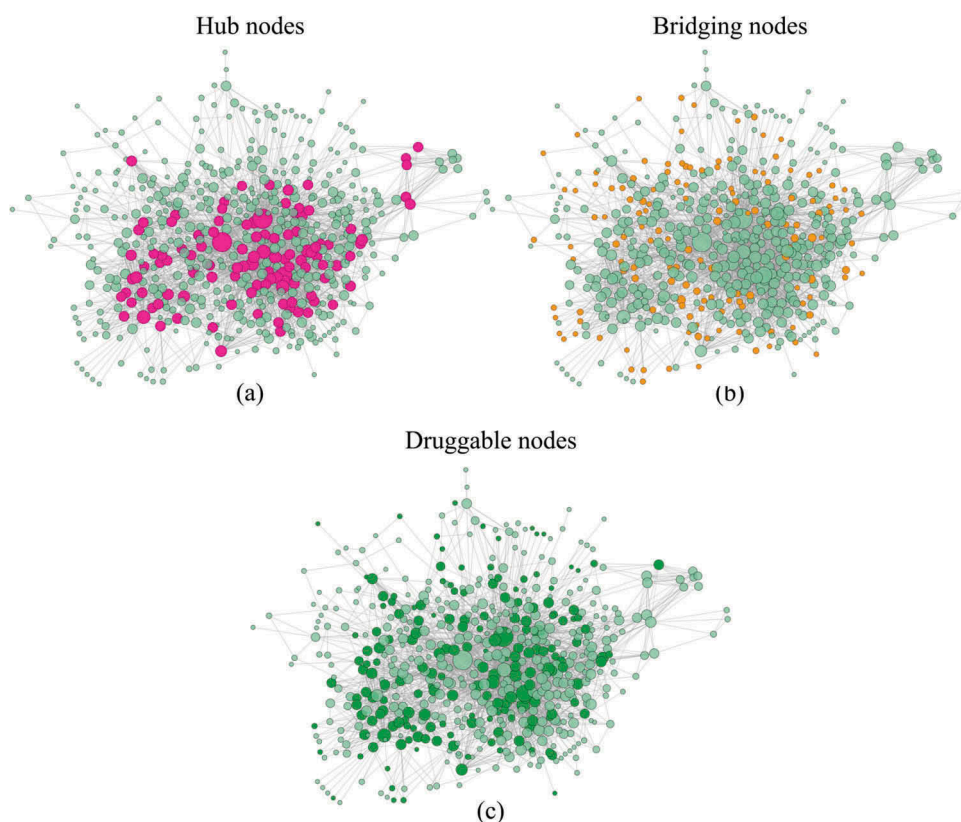 Hub nodes
Bridging nodes
(a)
(b)
Druggable nodes
(c)